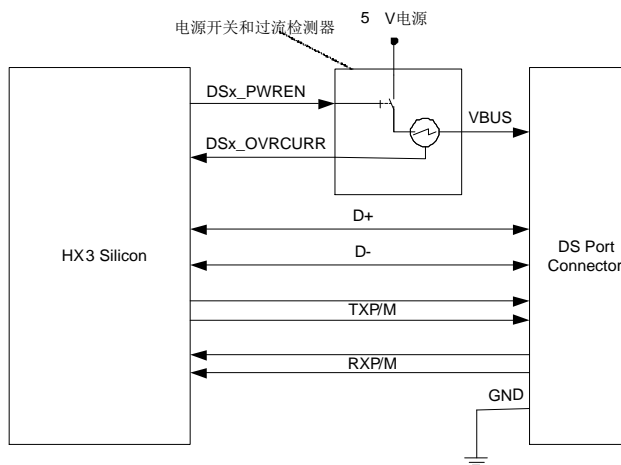 5 V电源
电源开关和过流检测器
DSx_PWREN
VBUS
DSx_OVRCURR
D+
HX3 Silicon
D-
DS Port
Connector
TXP/M
RXP/M
GND